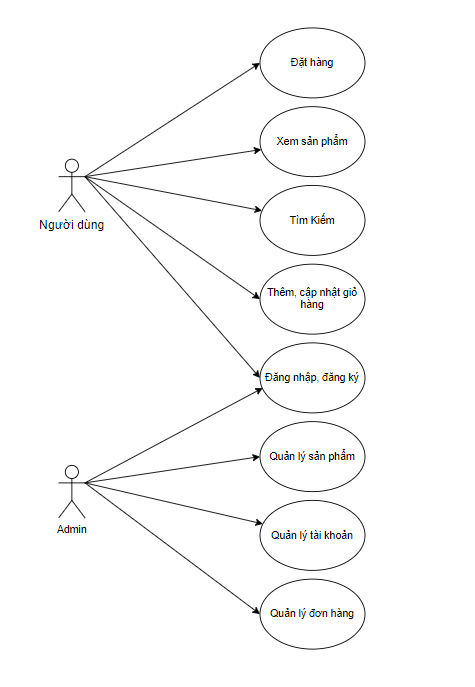 Đặt hàng
Xem sản phẩm
Tìm Kiếm
Người dùng
Thêm, cập nhật giỏ
hàng
Đăng nhập, đăng ký
Quản lý sản phẩm
Admin
Quản lý tài khoản
Quản lý đơn hàng